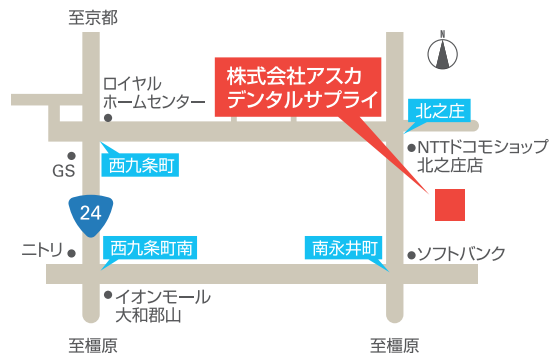 至京都
N
ロイヤル
ホームセンター
株式会社アスカ
デンタルサプライ
北之庄
NTTドコモショップ
北之庄店
西九条町
GS
24
ニトリ
西九条町南
南永井町
ソフトバンク
イオンモール
大和郡山
至橿原
至橿原